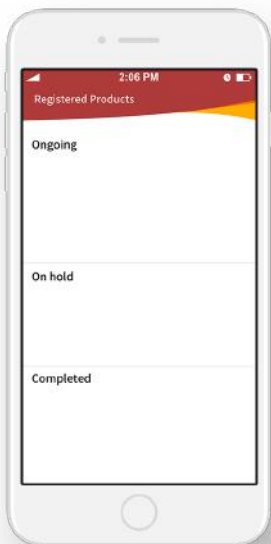 2:06 PM
Registered Products
Ongoing
On hold
Completed